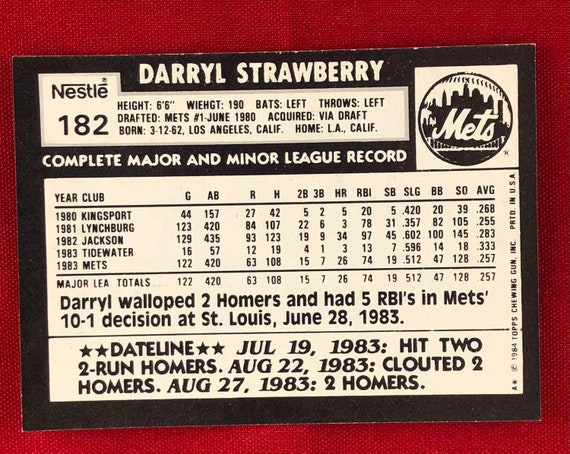 DARRYL STRAWBERRY
Nestlé®
182
HEIGHT: 6'6" WIEHGT: 190 BATS: LEFT THROWS: LEFT
DRAFTED: METS #1-JUNE 1980 ACQUIRED: VIA DRAFT
BORN: 3-12-62, LOS ANGELES, CALIF. HOME: L.A., CALIF.
Mets
COMPLETE MAJOR AND MINOR LEAGUE RECORD
YEAR CLUB G AB R H 2B 3B HR RBI SB SLG BB SO AVG
1980 KINGSPORT 44 157 27 42 5 2 5 20 5 .420 20 39 .268
1981 LYNCHBURG 123 420 84 107 22 6 3 78 31 .357 82 105 .255
1982 JACKSON 129 435 93 123 19 9 34 97 45 .602 100 145 .283
1983 TIDEWATER 16 57 12 19 4 1 3 13 7 .596 14 18 .333
1983 METS 122 420 63 108 15 7 26 74 19 .512 47 128 .257
MAJOR LEA TOTALS..... 122 420 63 108 15 7 26 74 19 .512 47 128 .257
Darryl walloped 2 Homers and had 5 RBI's in Mets'
10-1 decision at St. Louis, June 28, 1983.
★★DATELINE★★ JUL 19, 1983: HIT TWO
2-RUN HOMERS. AUG 22, 1983: CLOUTED 2
HOMERS. AUG 27, 1983: 2 HOMERS.
A* © 1984 TOPPS CHEWING GUM, INC. PRTD. IN U.S.A.